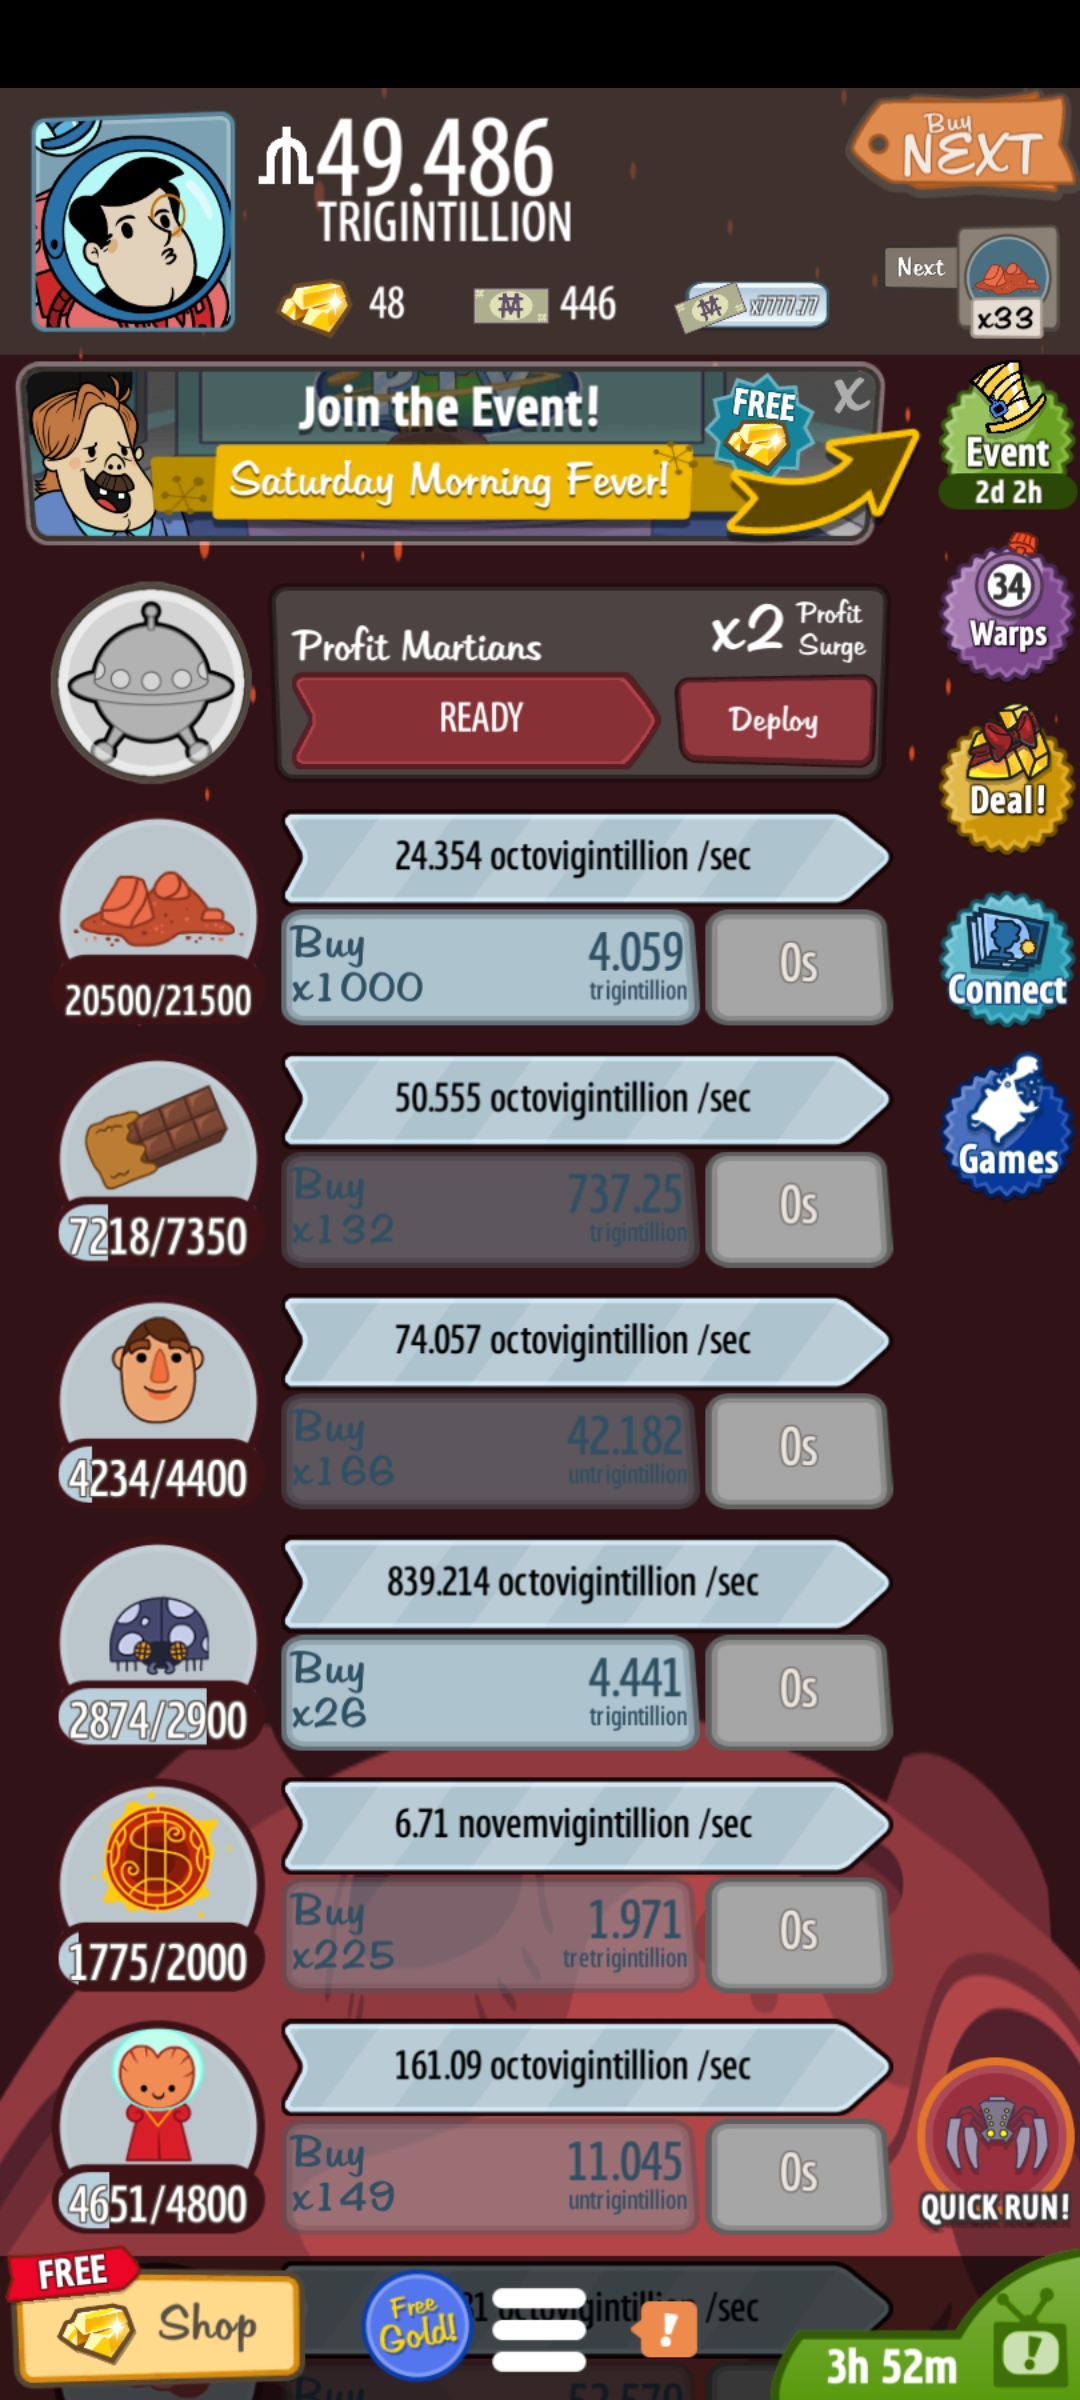 ₼49.486
TRIGINTILLION
Buy
NEXT
48
446
x7777.77
Next
x33
Join the Event!
Saturday Morning Fever!
FREE
X
Event
2d 2h
Profit Martians
x2 Profit
Surge
READY
Deploy
34
Warps
Deal!
24.354 octovigintillion /sec
20500/21500
Buy
x1000
4.059
trigintillion
0s
Connect
50.555 octovigintillion /sec
7218/7350
Buy
x132
737.25
trigintillion
0s
Games
74.057 octovigintillion /sec
4234/4400
Buy
x166
42.182
untrigintillion
0s
839.214 octovigintillion /sec
2874/2900
Buy
x26
4.441
trigintillion
0s
6.71 novemvigintillion /sec
1775/2000
Buy
x225
1.971
tretrigintillion
0s
161.09 octovigintillion /sec
4651/4800
Buy
x149
11.045
untrigintillion
0s
QUICK RUN!
FREE
Shop
Free
Gold!
!
/sec
3h 52m
!
Buy